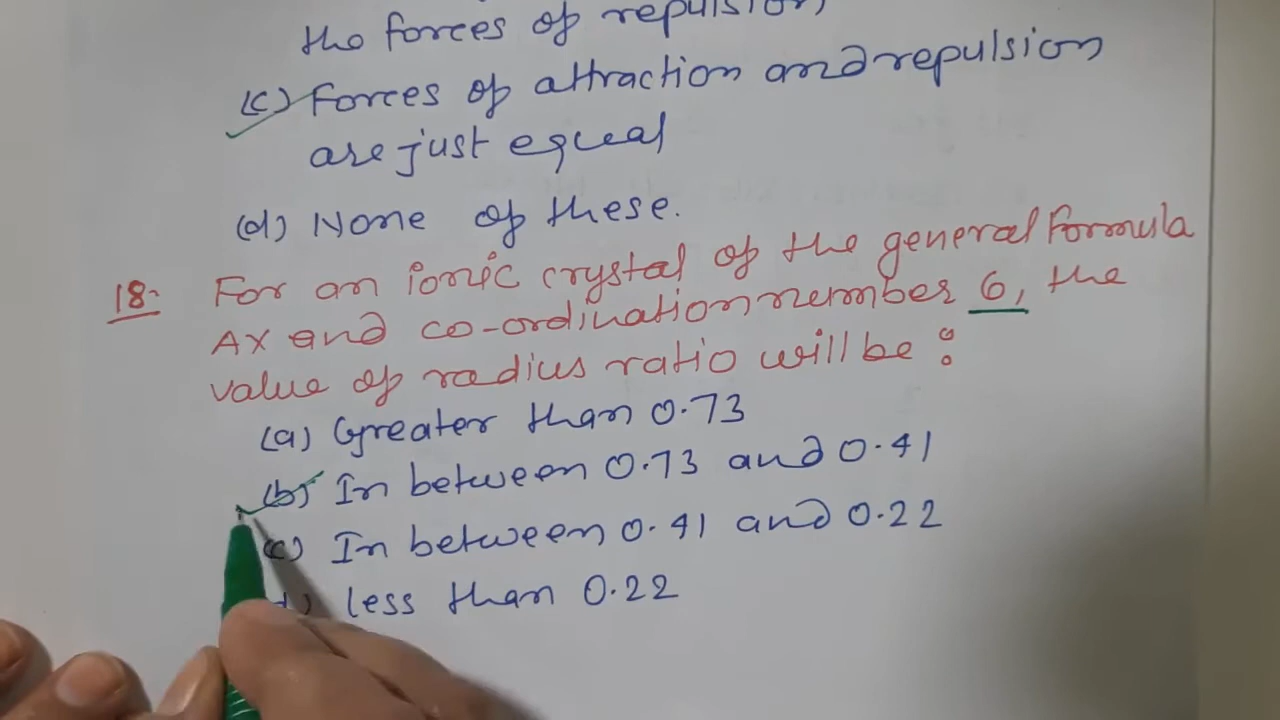 the forces of repulsion,
(c) Forces of attraction and repulsion
are just equal
(d) None of these.
18- For an ionic crystal of the general formula
AX and co-ordination number 6, the
value of radius ratio will be :
(a) Greater than 0.73
(b) In between 0.73 and 0.41
(c) In between 0.41 and 0.22
less than 0.22